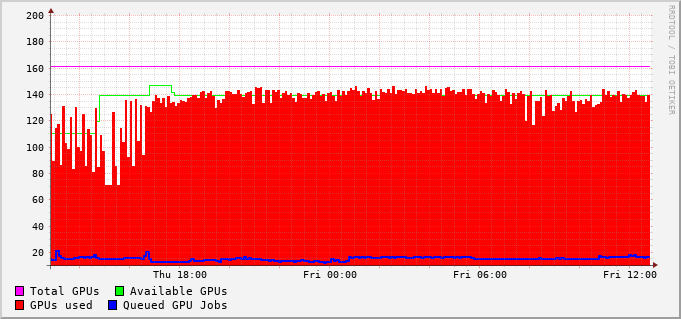 200
180
160
140
120
100
80
60
40
20
Thu 18:00 Fri 00:00 Fri 06:00 Fri 12:00
Total GPUs Available GPUs
GPUs used Queued GPU Jobs
RRDTOOL / TOBI OETIKER